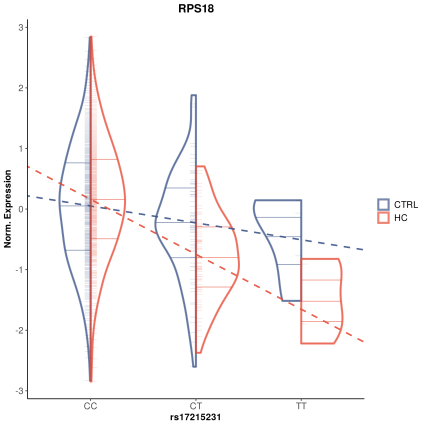 RPS18
3
2
1
0
-1
-2
-3
Norm. Expression
CC
CT
TT
rs17215231
CTRL
HC